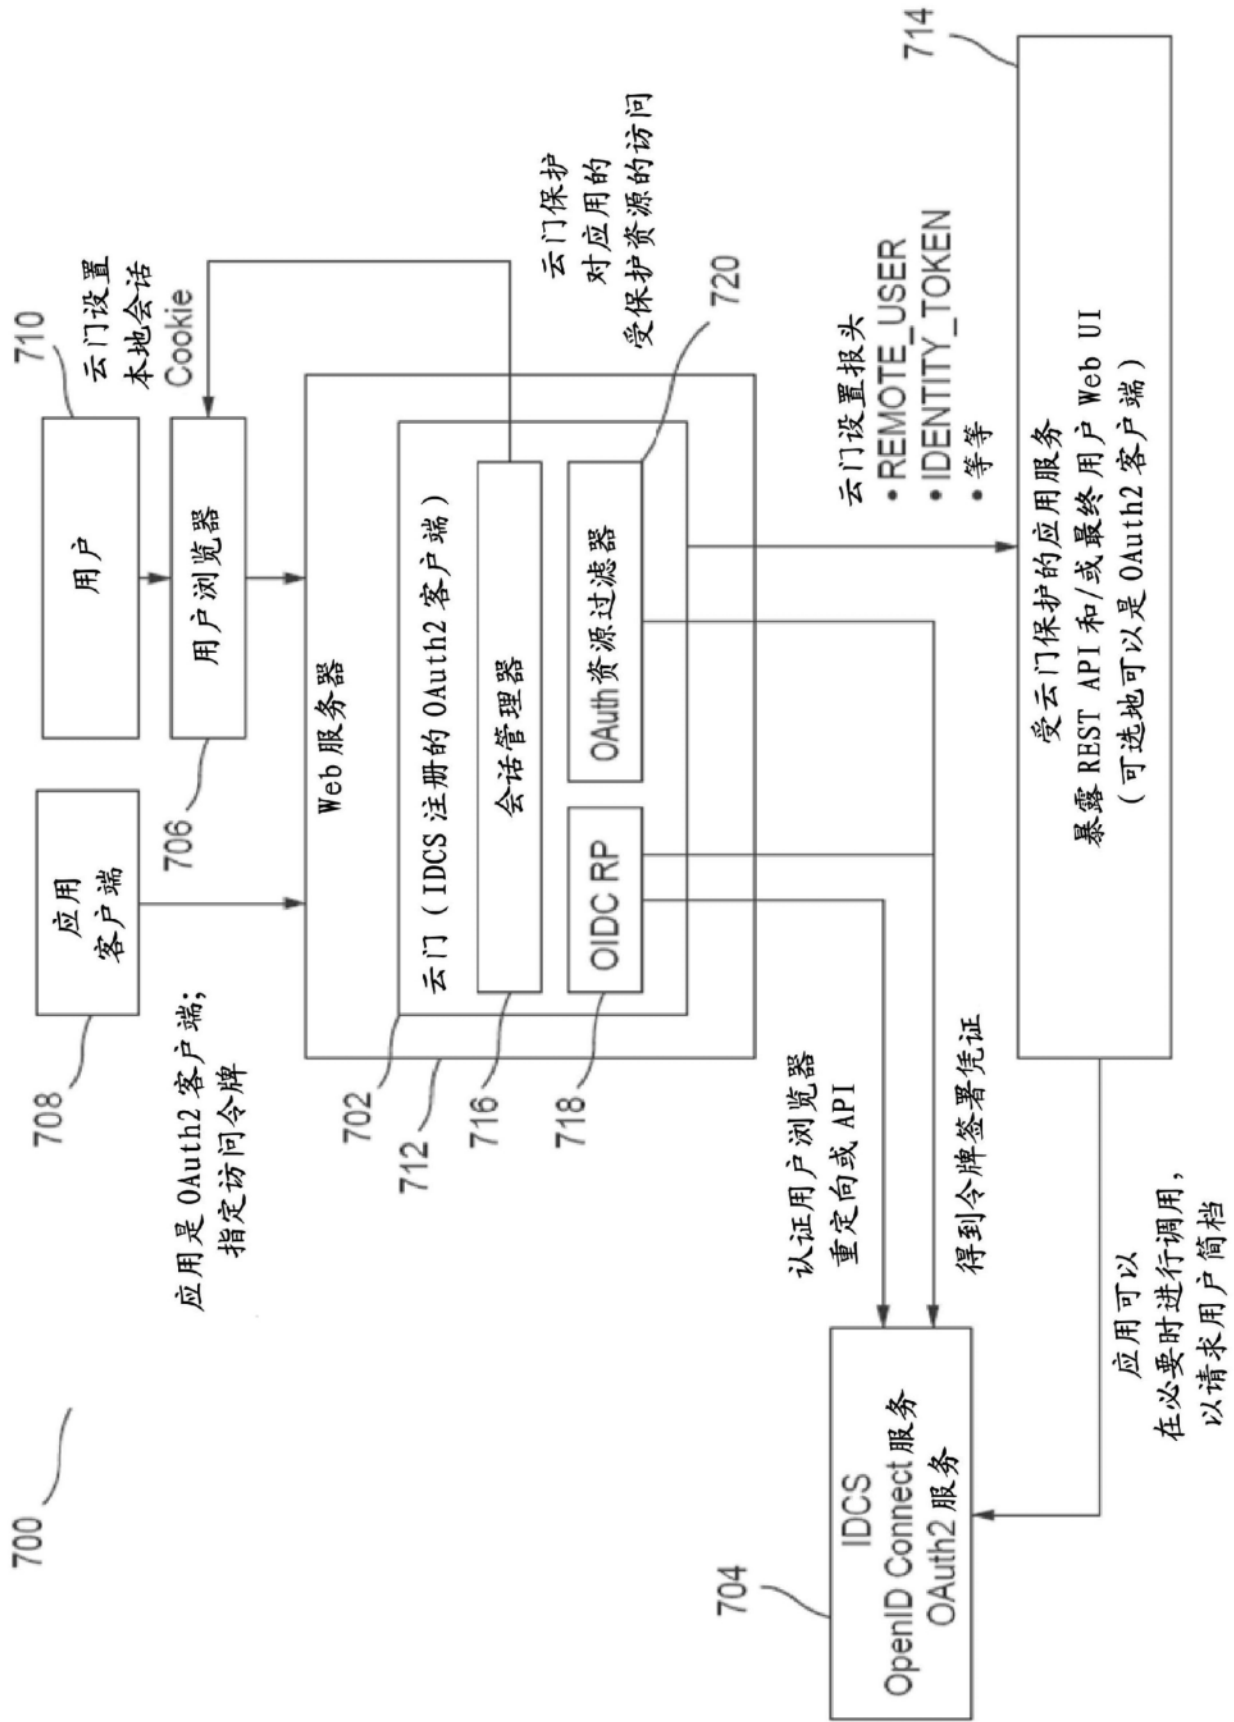 700
708
应用
客户端
应用是 OAuth2 客户端；
指定访问令牌
710
用户
706
用户浏览器
云门设置
本地会话
Cookie
Web 服务器
702
712
云门（IDCS 注册的 OAuth2 客户端）
716
会话管理器
718
OIDC RP
OAuth资源过滤器
720
云门保护
对应用的
受保护资源的访问
认证用户浏览器
重定向或 API
得到令牌签署凭证
云门设置报头
• REMOTE_USER
• IDENTITY_TOKEN
• 等等
704
IDCS
OpenID Connect 服务
OAuth2 服务
714
受云门保护的应用服务
暴露 REST API 和/或最终用户 Web UI
（可选地可以是 OAuth2 客户端）
应用可以
在必要时进行调用，
以请求用户简档